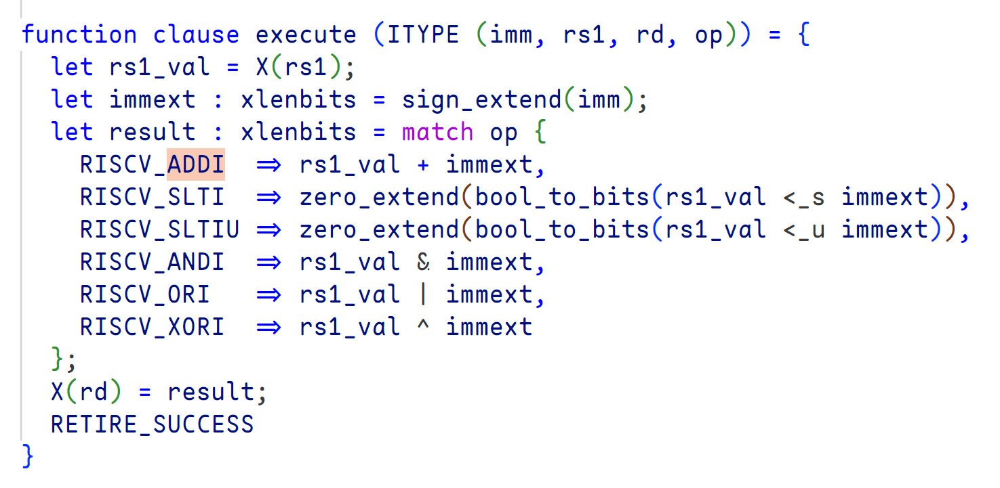 function clause execute (ITYPE (imm, rs1, rd, op)) = {
  let rs1_val = X(rs1);
  let immext : xlenbits = sign_extend(imm);
  let result : xlenbits = match op {
    RISCV_ADDI  => rs1_val + immext,
    RISCV_SLTI  => zero_extend(bool_to_bits(rs1_val <_s immext)),
    RISCV_SLTIU => zero_extend(bool_to_bits(rs1_val <_u immext)),
    RISCV_ANDI  => rs1_val & immext,
    RISCV_ORI   => rs1_val | immext,
    RISCV_XORI  => rs1_val ^ immext
  };
  X(rd) = result;
  RETIRE_SUCCESS
}